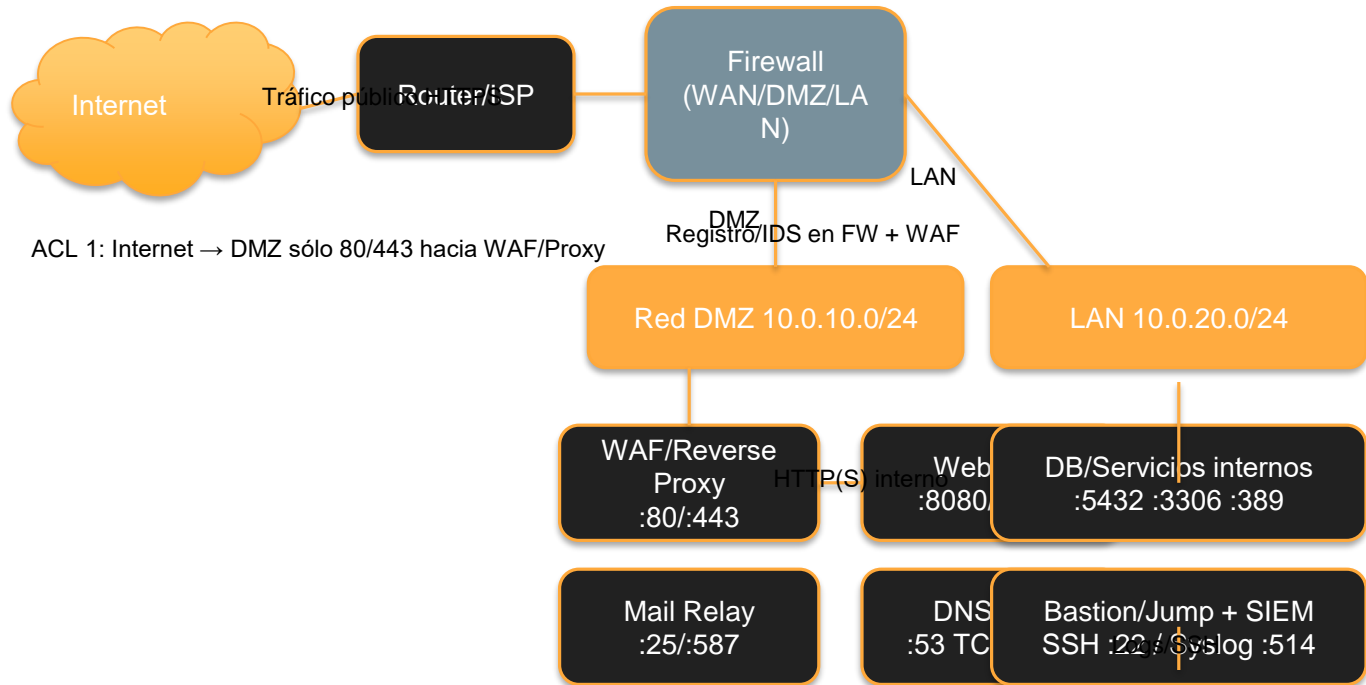 Internet
Tráfico público HTTP/S
Router/ISP
Firewall
(WAN/DMZ/LA
N)
LAN
DMZ
Registro/IDS en FW + WAF
ACL 1: Internet → DMZ sólo 80/443 hacia WAF/Proxy
Red DMZ 10.0.10.0/24
LAN 10.0.20.0/24
WAF/Reverse
Proxy
:80/:443
HTTP(S) interno
Web
:8080/
DB/Servicios internos
:5432 :3306 :389
Mail Relay
:25/:587
DNS
:53 TC
Bastion/Jump + SIEM
SSH :22 / Syslog :514
Logs/SSH